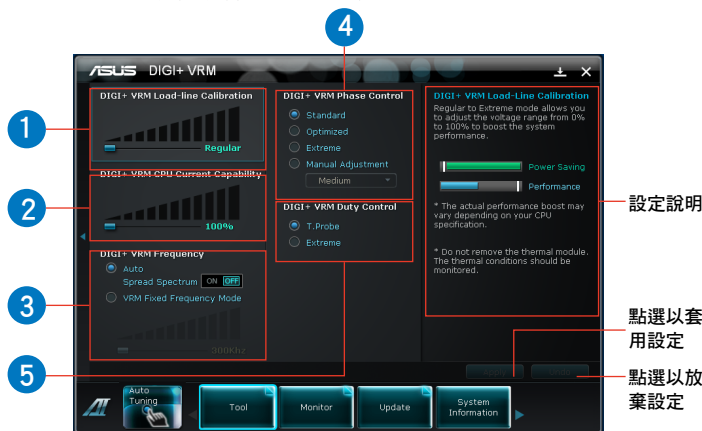 4
ASUS DIGI+ VRM
1
DIGI+ VRM Load-line Calibration
Regular
2
DIGI+ VRM CPU Current Capability
100%
3
DIGI+ VRM Frequency
Auto
Spread Spectrum ON OFF
VRM Fixed Frequency Mode
300Khz
DIGI+ VRM Phase Control
Standard
Optimized
Extreme
Manual Adjustment
Medium
DIGI+ VRM Duty Control
T.Probe
Extreme
5
DIGI+ VRM Load-Line Calibration
Regular to Extreme mode allows you
to adjust the voltage range from 0%
to 100% to boost the system
performance.
Power Saving
Performance
* The actual performance boost may
vary depending on your CPU
specification.
* Do not remove the thermal module.
The thermal conditions should be
monitored.
設定說明
點選以套
用設定
點選以放
棄設定
Auto
Tuning
Tool
Monitor
Update
System
Information